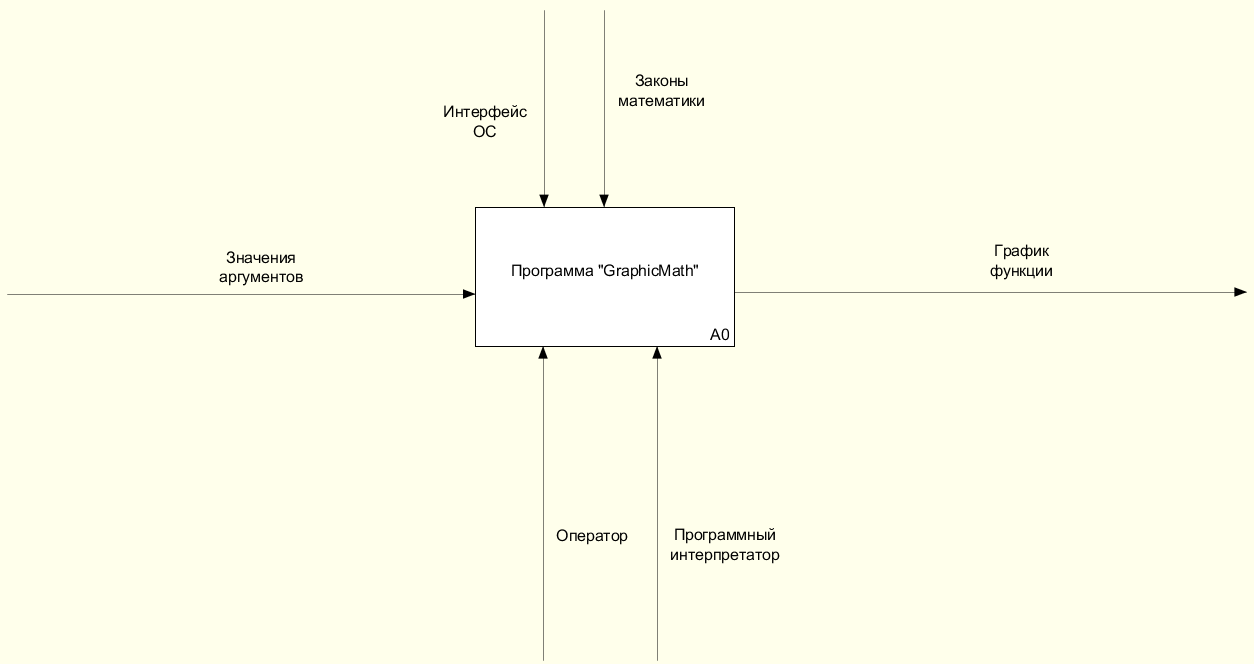 Законы
математики
Интерфейс
ОС
Значения
аргументов
Программа "GraphicMath"
A0
График
функции
Оператор
Программный
интерпретатор